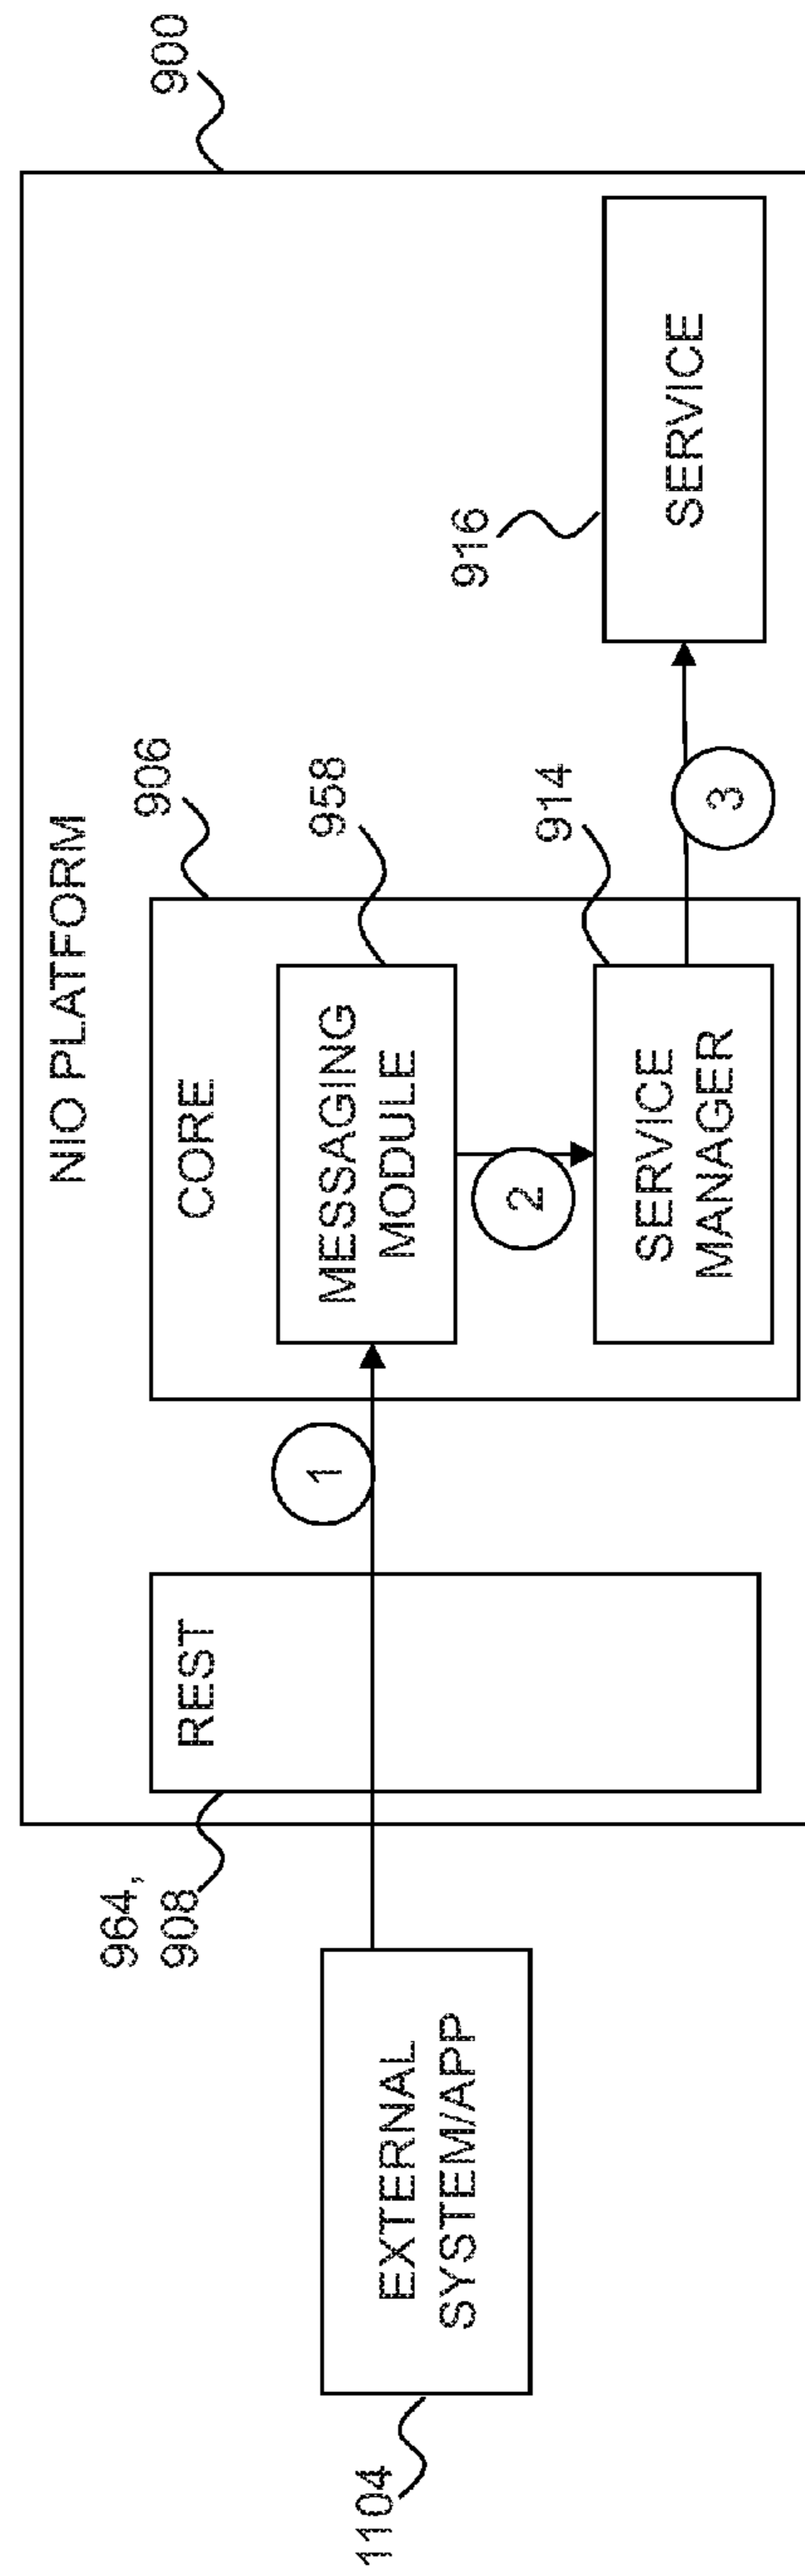 NIO PLATFORM
900
964,
908
REST
CORE
906
1
MESSAGING
MODULE
958
2
SERVICE
MANAGER
914
3
916
SERVICE
EXTERNAL
SYSTEM/APP
1104